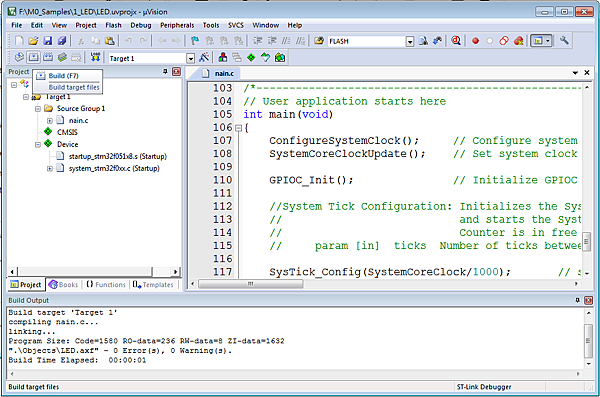 F:\M0_Samples\1_LED\LED.uvprojx - µVision
File Edit View Project Flash Debug Peripherals Tools SVCS Window Help
FLASH
Target 1
Project
Build (F7)
Build target files
Target 1
Source Group 1
nain.c
CMSIS
Device
startup_stm32f051x8.s (Startup)
system_stm32f0xx.c (Startup)
Project Books {} Functions Templates
nain.c
103 /*-----------------------------------------------
104 // User application starts here
105 int main(void)
106 {
107 ConfigureSystemClock(); // Configure system
108 SystemCoreClockUpdate(); // Set system clock
109
110 GPIOC_Init(); // Initialize GPIOC
111
112 //System Tick Configuration: Initializes the Sys
113 // and starts the Syst
114 // Counter is in free
115 // param [in] ticks Number of ticks betwee
116
117 SysTick_Config(SystemCoreClock/1000); // s
Build Output
Build target 'Target 1'
compiling nain.c...
linking...
Program Size: Code=1580 RO-data=236 RW-data=8 ZI-data=1632
".\Objects\LED.axf" - 0 Error(s), 0 Warning(s).
Build Time Elapsed: 00:00:01
Build target files
ST-Link Debugger